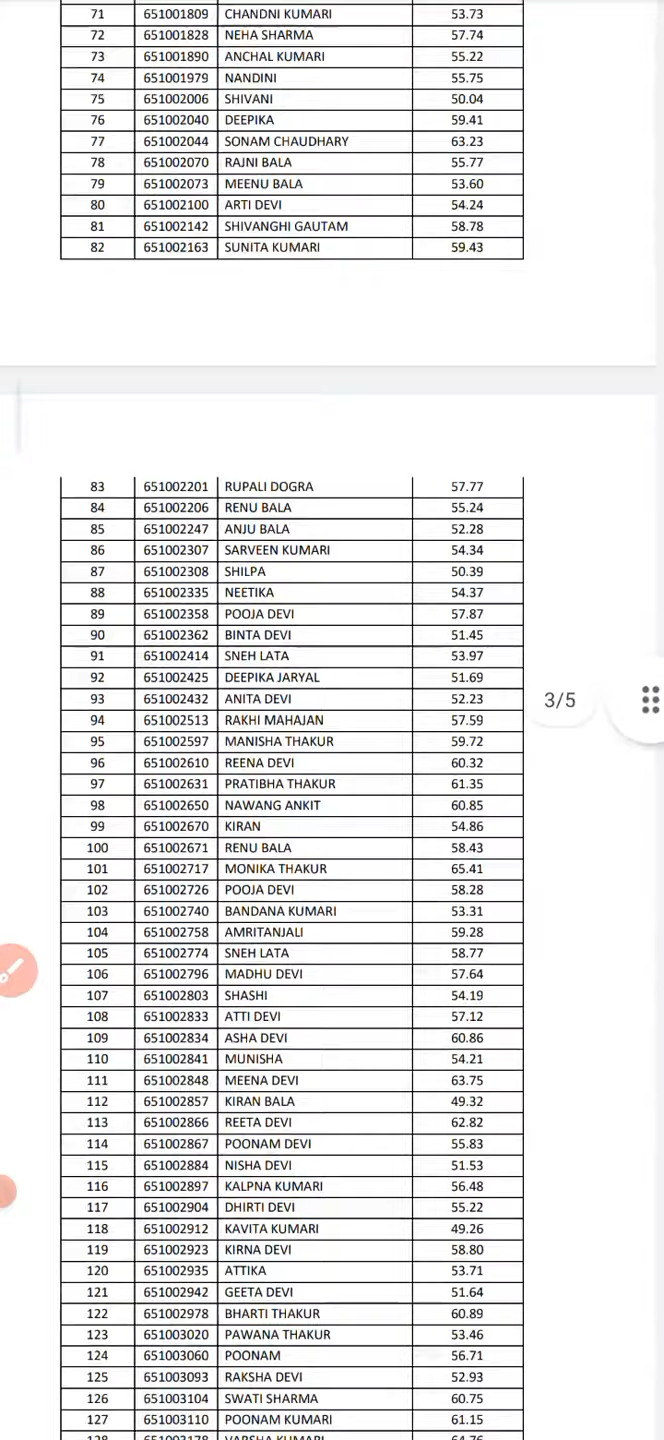 71 651001809 CHANDNI KUMARI 53.73
72 651001828 NEHA SHARMA 57.74
73 651001890 ANCHAL KUMARI 55.22
74 651001979 NANDINI 55.75
75 651002006 SHIVANI 50.04
76 651002040 DEEPIKA 59.41
77 651002044 SONAM CHAUDHARY 63.23
78 651002070 RAJNI BALA 55.77
79 651002073 MEENU BALA 53.60
80 651002100 ARTI DEVI 54.24
81 651002142 SHIVANGHI GAUTAM 58.78
82 651002163 SUNITA KUMARI 59.43
83 651002201 RUPALI DOGRA 57.77
84 651002206 RENU BALA 55.24
85 651002247 ANJU BALA 52.28
86 651002307 SARVEEN KUMARI 54.34
87 651002308 SHILPA 50.39
88 651002335 NEETIKA 54.37
89 651002358 POOJA DEVI 57.87
90 651002362 BINTA DEVI 51.45
91 651002414 SNEH LATA 53.97
92 651002425 DEEPIKA JARYAL 51.69
93 651002432 ANITA DEVI 52.23
3/5
94 651002513 RAKHI MAHAJAN 57.59
95 651002597 MANISHA THAKUR 59.72
96 651002610 REENA DEVI 60.32
97 651002631 PRATIBHA THAKUR 61.35
98 651002650 NAWANG ANKIT 60.85
99 651002670 KIRAN 54.86
100 651002671 RENU BALA 58.43
101 651002717 MONIKA THAKUR 65.41
102 651002726 POOJA DEVI 58.28
103 651002740 BANDANA KUMARI 53.31
104 651002758 AMRITANJALI 59.28
105 651002774 SNEH LATA 58.77
106 651002796 MADHU DEVI 57.64
107 651002803 SHASHI 54.19
108 651002833 ATTI DEVI 57.12
109 651002834 ASHA DEVI 60.86
110 651002841 MUNISHA 54.21
111 651002848 MEENA DEVI 63.75
112 651002857 KIRAN BALA 49.32
113 651002866 REETA DEVI 62.82
114 651002867 POONAM DEVI 55.83
115 651002884 NISHA DEVI 51.53
116 651002897 KALPNA KUMARI 56.48
117 651002904 DHIRTI DEVI 55.22
118 651002912 KAVITA KUMARI 49.26
119 651002923 KIRNA DEVI 58.80
120 651002935 ATTIKA 53.71
121 651002942 GEETA DEVI 51.64
122 651002978 BHARTI THAKUR 60.89
123 651003020 PAWANA THAKUR 53.46
124 651003060 POONAM 56.71
125 651003093 RAKSHA DEVI 52.93
126 651003104 SWATI SHARMA 60.75
127 651003110 POONAM KUMARI 61.15
128 651003178 VARSHA KUMARI 64.76